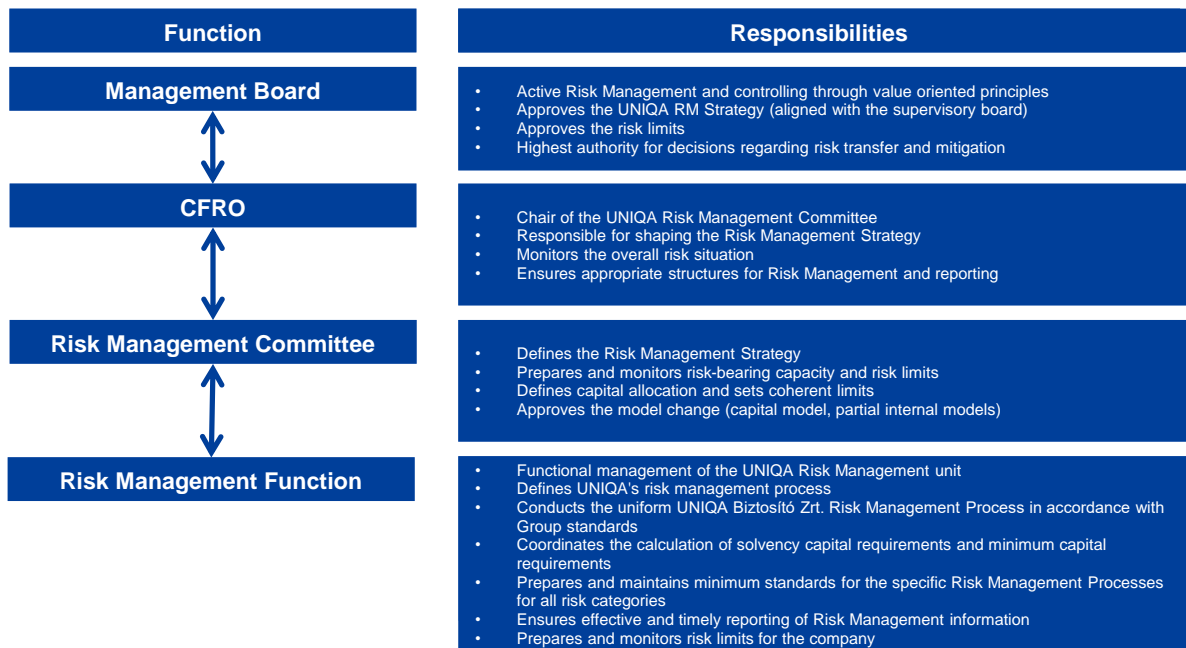 Function
Responsibilities
Management Board
• Active Risk Management and controlling through value oriented principles
• Approves the UNIQA RM Strategy (aligned with the supervisory board)
• Approves the risk limits
• Highest authority for decisions regarding risk transfer and mitigation
CFRO
• Chair of the UNIQA Risk Management Committee
• Responsible for shaping the Risk Management Strategy
• Monitors the overall risk situation
• Ensures appropriate structures for Risk Management and reporting
Risk Management Committee
• Defines the Risk Management Strategy
• Prepares and monitors risk-bearing capacity and risk limits
• Defines capital allocation and sets coherent limits
• Approves the model change (capital model, partial internal models)
Risk Management Function
• Functional management of the UNIQA Risk Management unit
• Defines UNIQA's risk management process
• Conducts the uniform UNIQA Biztosító Zrt. Risk Management Process in accordance with
Group standards
• Coordinates the calculation of solvency capital requirements and minimum capital
requirements
• Prepares and maintains minimum standards for the specific Risk Management Processes
for all risk categories
• Ensures effective and timely reporting of Risk Management information
• Prepares and monitors risk limits for the company